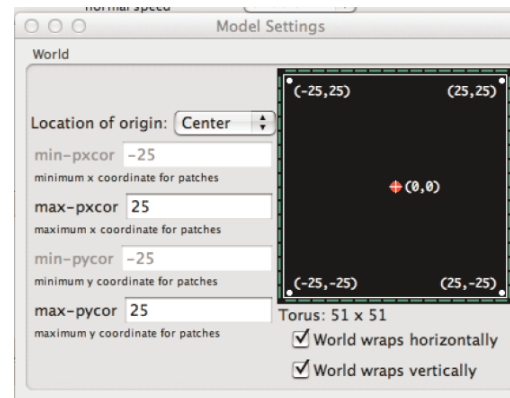 normal speed
Model Settings
World
Location of origin: Center
min-pxcor -25
minimum x coordinate for patches
max-pxcor 25
maximum x coordinate for patches
min-pycor -25
minimum y coordinate for patches
max-pycor 25
maximum y coordinate for patches
(-25,25) (25,25)
(0,0)
(-25,-25) (25,-25)
Torus: 51 x 51
World wraps horizontally
World wraps vertically